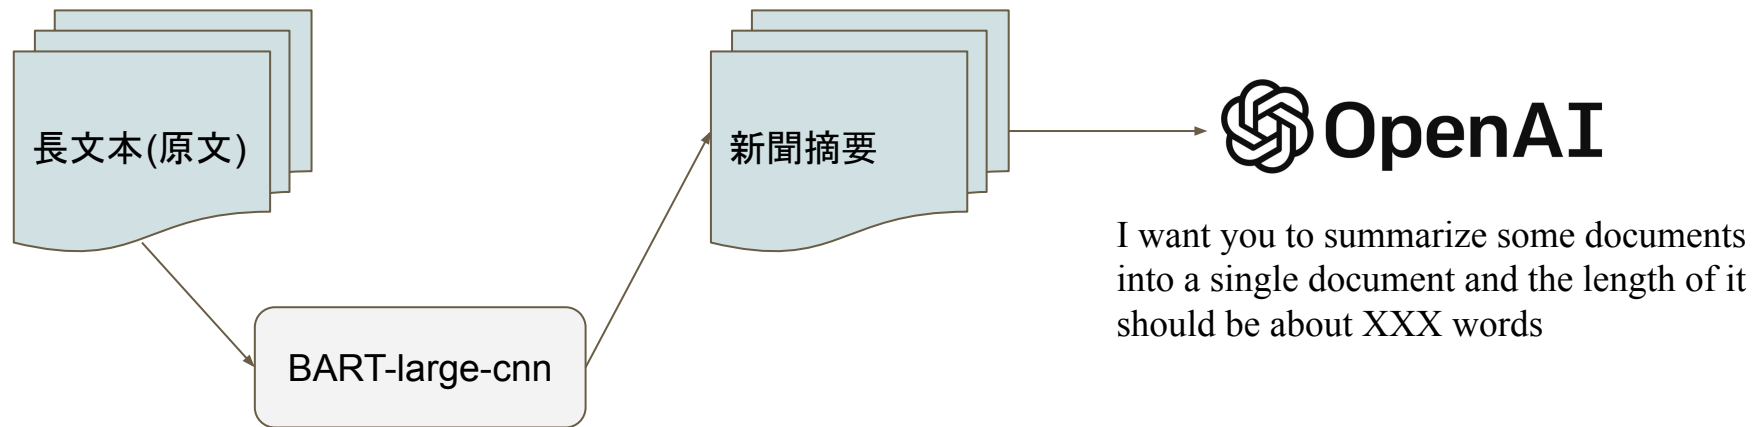 長文本(原文)
新聞摘要
OpenAI
BART-large-cnn
I want you to summarize some documents
into a single document and the length of it
should be about XXX words